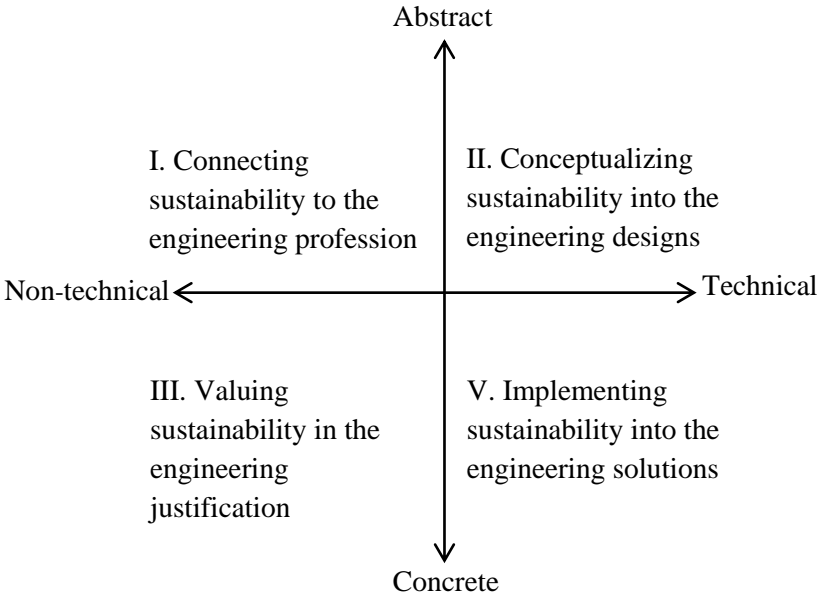 Abstract
I. Connecting
sustainability to the
engineering profession
II. Conceptualizing
sustainability into the
engineering designs
Non-technical
Technical
III. Valuing
sustainability in the
engineering
justification
V. Implementing
sustainability into the
engineering solutions
Concrete